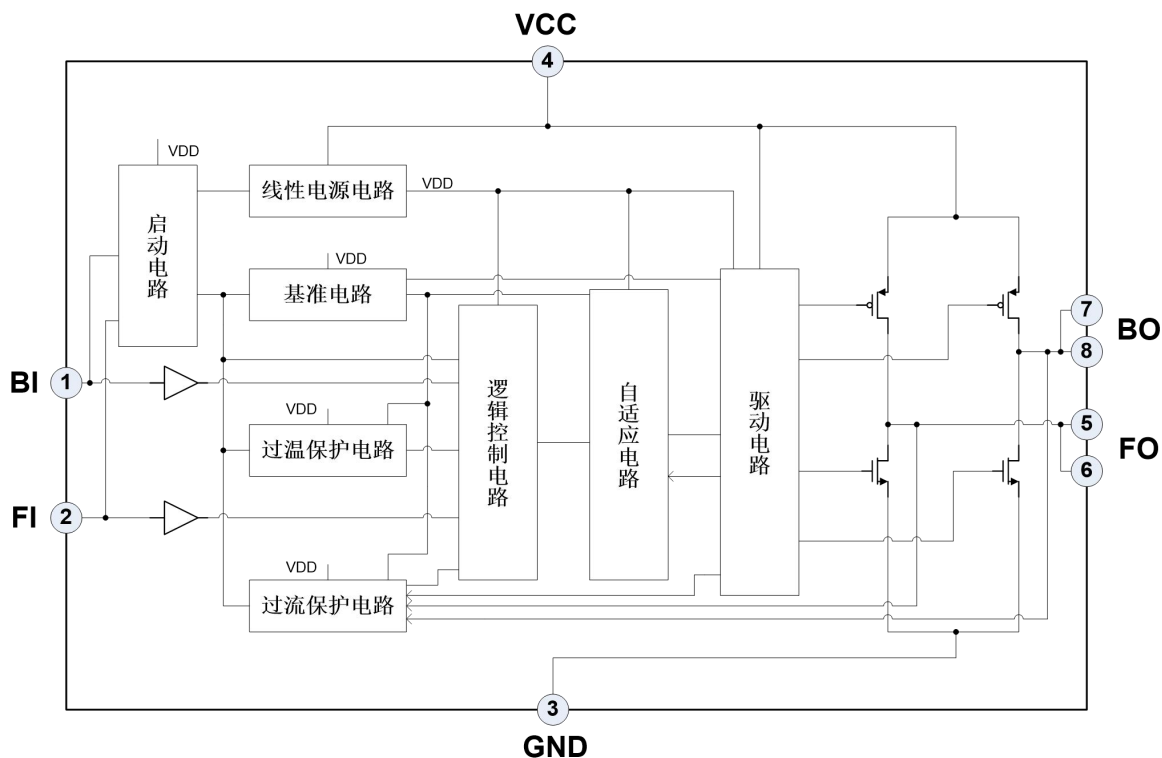 VCC
4
VDD
线性电源电路
VDD
启动电路
VDD
基准电路
7
BO
8
BI
1
逻辑控制电路
自适应电路
驱动电路
VDD
过温保护电路
5
FO
6
FI
2
VDD
过流保护电路
3
GND